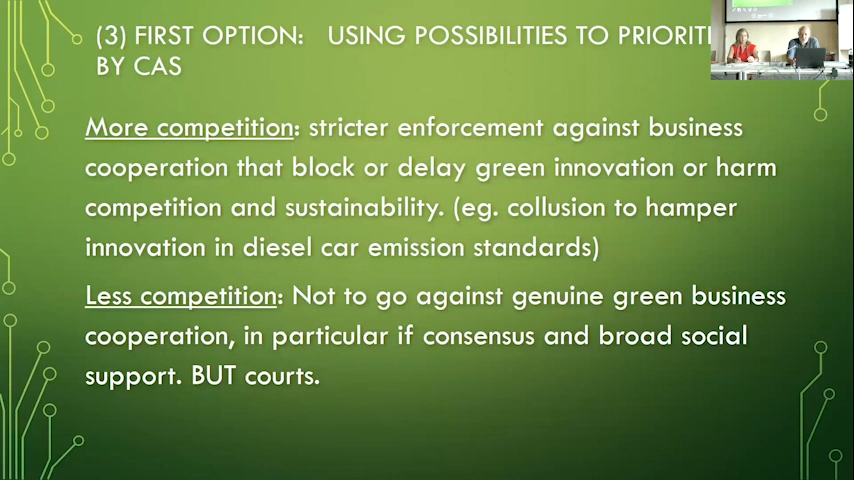 (3) FIRST OPTION: USING POSSIBILITIES TO
BY CAS
More competition: stricter enforcement against business
cooperation that block or delay green innovation or harm
competition and sustainability. (eg. collusion to hamper
innovation in diesel car emission standards)
Less competition: Not to go against genuine green business
cooperation, in particular if consensus and broad social
support. BUT courts.